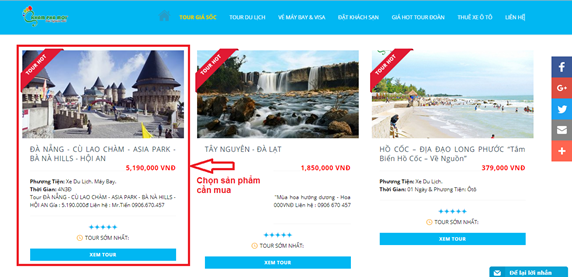 TOUR GIÁ SỐC TOUR DU LỊCH VÉ MÁY BAY & VISA ĐẶT KHÁCH SẠN GIÁ HOT TOUR ĐOÀN THUÊ XE Ô TÔ LIÊN HỆ
TOUR HOT
TOUR HOT
TOUR HOT
ĐÀ NẴNG - CÙ LAO CHÀM - ASIA PARK -
BÀ NÀ HILLS - HỘI AN
5,190,000 VNĐ
Phương Tiện: Xe Du Lịch, Máy Bay.
Thời Gian: 4N3Đ
Tour ĐÀ NẴNG - CÙ LAO CHÀM - ASIA PARK - BÀ NÀ HILLS -
HỘI AN Giá : 5.190.000đ Liên hệ : Mr.Tiến 0906.670.457
TOUR SỚM NHẤT:
XEM TOUR
Chọn sản phẩm
cần mua
TÂY NGUYÊN - ĐÀ LẠT
1,850,000 VNĐ
"Mùa hoa hướng dương - Hoa
000VNĐ Liên hệ : 0906 670 457
TOUR SỚM NHẤT:
XEM TOUR
HỒ CỐC – ĐỊA ĐẠO LONG PHƯỚC "Tắm
Biển Hồ Cốc – Về Nguồn"
379,000 VNĐ
Phương Tiện: Xe Du Lịch.
Thời Gian: 01 Ngày & Phương Tiện: Ôtô
TOUR SỚM NHẤT:
XEM TOUR
Để lại lời nhắn